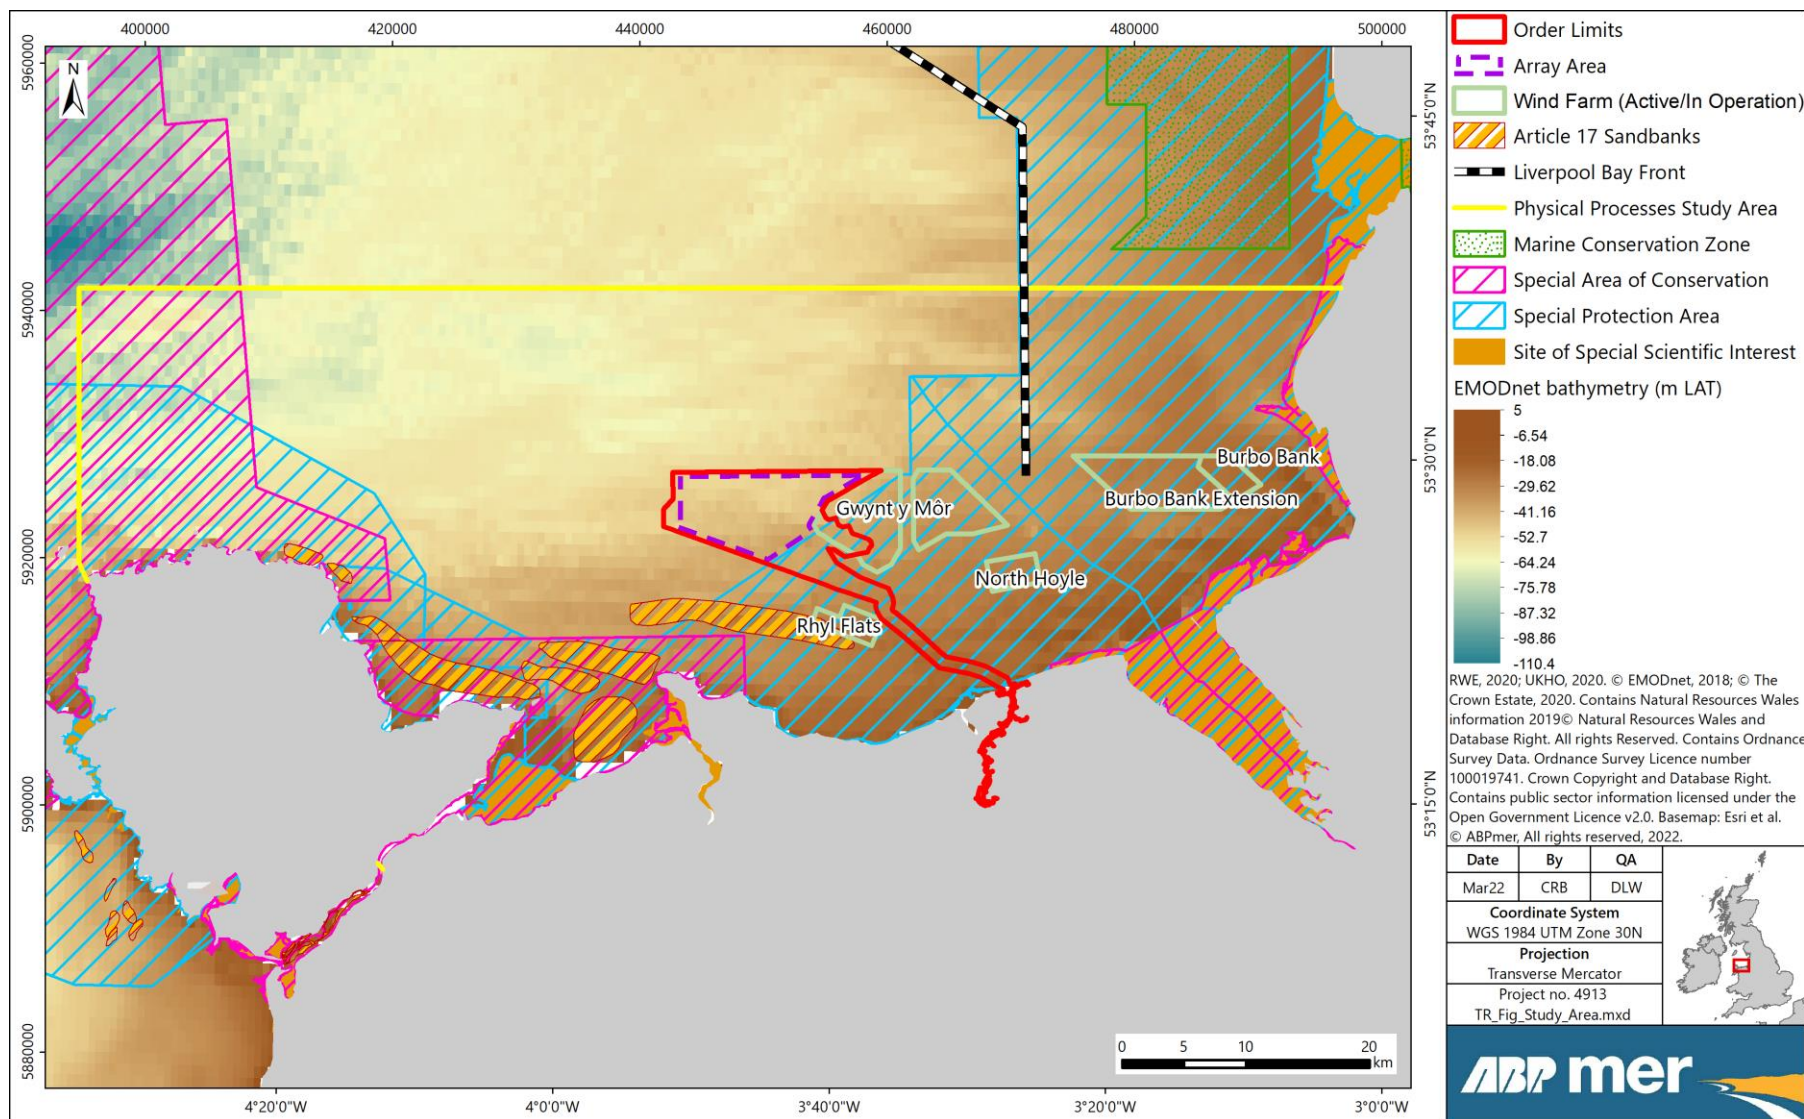 400000 420000 440000 460000 480000 500000
5960000
5940000
5920000
5900000
5880000
N
53°45'0"N
53°30'0"N
53°15'0"N
Burbo Bank
Burbo Bank Extension
Gwynt y Môr
North Hoyle
Rhyl Flats
0 5 10 20
km
4°20'0"W 4°0'0"W 3°40'0"W 3°20'0"W 3°0'0"W
Order Limits
Array Area
Wind Farm (Active/In Operation)
Article 17 Sandbanks
Liverpool Bay Front
Physical Processes Study Area
Marine Conservation Zone
Special Area of Conservation
Special Protection Area
Site of Special Scientific Interest
EMODnet bathymetry (m LAT)
5
-6.54
-18.08
-29.62
-41.16
-52.7
-64.24
-75.78
-87.32
-98.86
-110.4
RWE, 2020; UKHO, 2020. © EMODnet, 2018; © The
Crown Estate, 2020. Contains Natural Resources Wales
information 2019© Natural Resources Wales and
Database Right. All rights Reserved. Contains Ordnance
Survey Data. Ordnance Survey Licence number
100019741. Crown Copyright and Database Right.
Contains public sector information licensed under the
Open Government Licence v2.0. Basemap: Esri et al.
© ABPmer, All rights reserved, 2022.
Date By QA
Mar22 CRB DLW
Coordinate System
WGS 1984 UTM Zone 30N
Projection
Transverse Mercator
Project no. 4913
TR_Fig_Study_Area.mxd
ABPmer